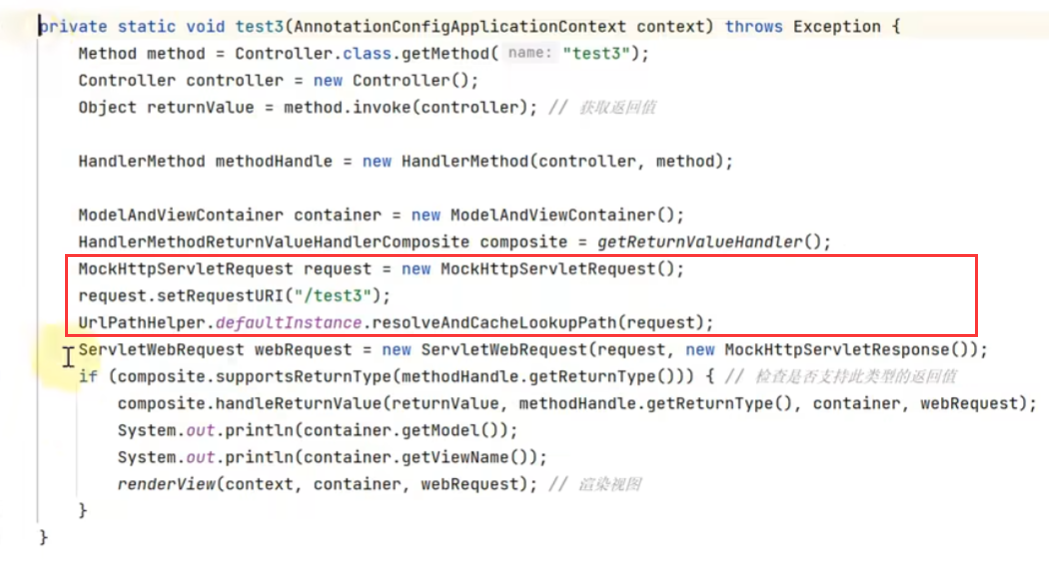 private static void test3(AnnotationConfigApplicationContext context) throws Exception {
Method method = Controller.class.getMethod( name: "test3");
Controller controller = new Controller();
Object returnValue = method.invoke(controller); // 获取返回值
HandlerMethod methodHandle = new HandlerMethod(controller, method);
ModelAndViewContainer container = new ModelAndViewContainer();
HandlerMethodReturnValueHandlerComposite composite = getReturnValueHandler();
MockHttpServletRequest request = new MockHttpServletRequest();
request.setRequestURI("/test3");
UrlPathHelper.defaultInstance.resolveAndCacheLookupPath(request);
ServletWebRequest webRequest = new ServletWebRequest(request, new MockHttpServletResponse());
if (composite.supportsReturnType(methodHandle.getReturnType())) { // 检查是否支持此类型的返回值
composite.handleReturnValue(returnValue, methodHandle.getReturnType(), container, webRequest);
System.out.println(container.getModel());
System.out.println(container.getViewName());
renderView(context, container, webRequest); // 渲染视图
}
}